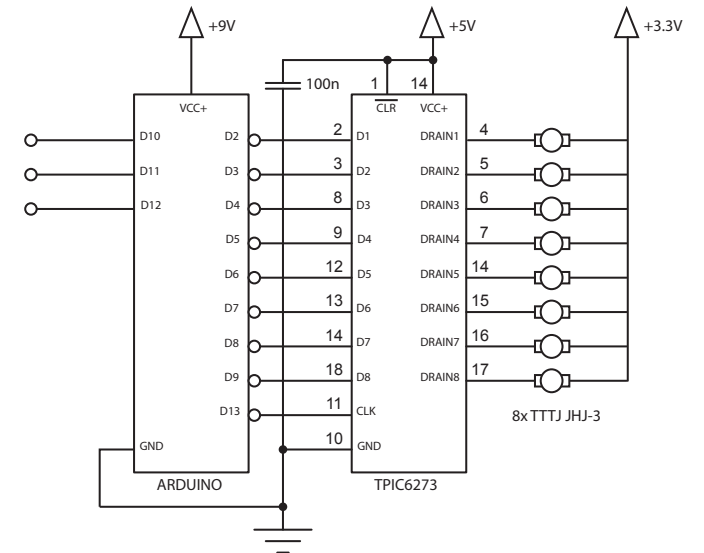 +9V
+5V
+3.3V
100n
1
14
VCC+
CLR
VCC+
D10
D2
2
D1
DRAIN1
4
D11
D3
3
D2
DRAIN2
5
D12
D4
8
D3
DRAIN3
6
D5
9
D4
DRAIN4
7
D6
12
D5
DRAIN5
14
D7
13
D6
DRAIN6
15
D8
14
D7
DRAIN7
16
D9
18
D8
DRAIN8
17
D13
11
CLK
8x TTTJ JHJ-3
GND
10
GND
ARDUINO
TPIC6273